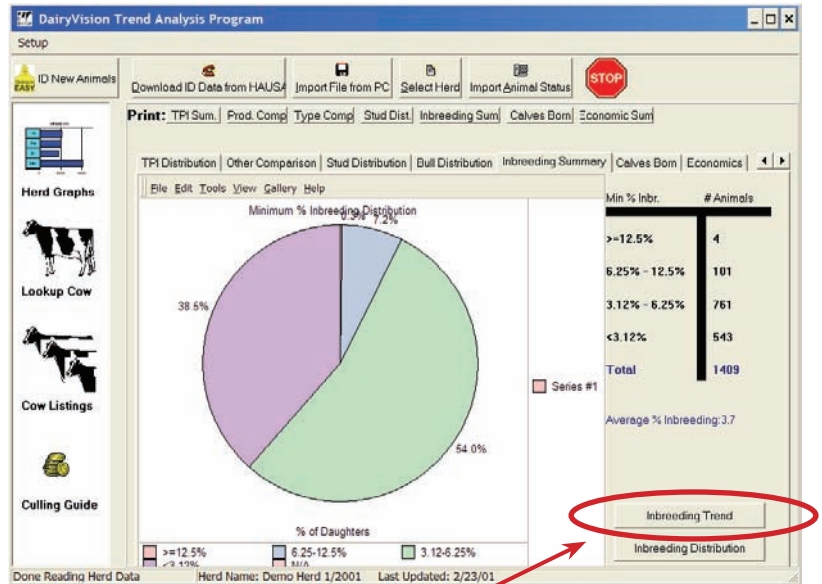 DairyVision Trend Analysis Program
Setup
EASY ID New Animals
Download ID Data from HAUSA Import File from PC Select Herd Import Animal Status STOP
Print: TPI Sum. Prod. Comp Type Comp Stud Dist. Inbreeding Sum Calves Born Economic Sum
TPI Distribution Other Comparison Stud Distribution Bull Distribution Inbreeding Summary Calves Born Economics
File Edit Tools View Gallery Help
Herd Graphs
Lookup Cow
Cow Listings
Culling Guide
Minimum % Inbreeding Distribution
0.3% 7.2%
38.5%
54.0%
Series #1
% of Daughters
>=12.5% 6.25-12.5% 3.12-6.25%
<3.12% N/A
Min % Inbr. # Animals
>=12.5% 4
6.25% - 12.5% 101
3.12% - 6.25% 761
<3.12% 543
Total 1409
Average % Inbreeding:3.7
Inbreeding Trend
Inbreeding Distribution
Done Reading Herd Data Herd Name: Demo Herd 1/2001 Last Updated: 2/23/01